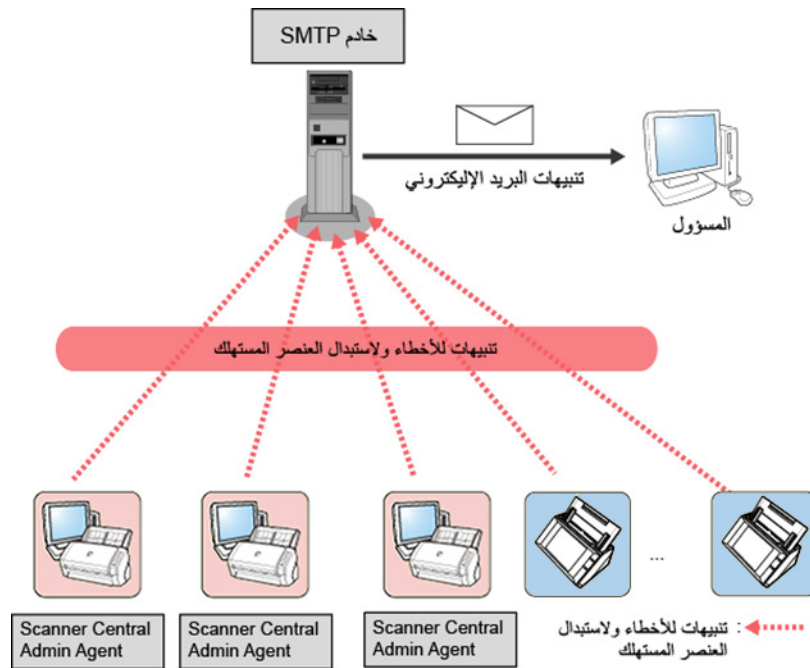 خادم SMTP
تنبيهات البريد الإليكتروني
المسؤول
تنبيهات للأخطاء ولاستبدال العنصر المستهلك
Scanner Central
Admin Agent
Scanner Central
Admin Agent
Scanner Central
Admin Agent
...
: تنبيهات للأخطاء ولاستبدال
العنصر المستهلك